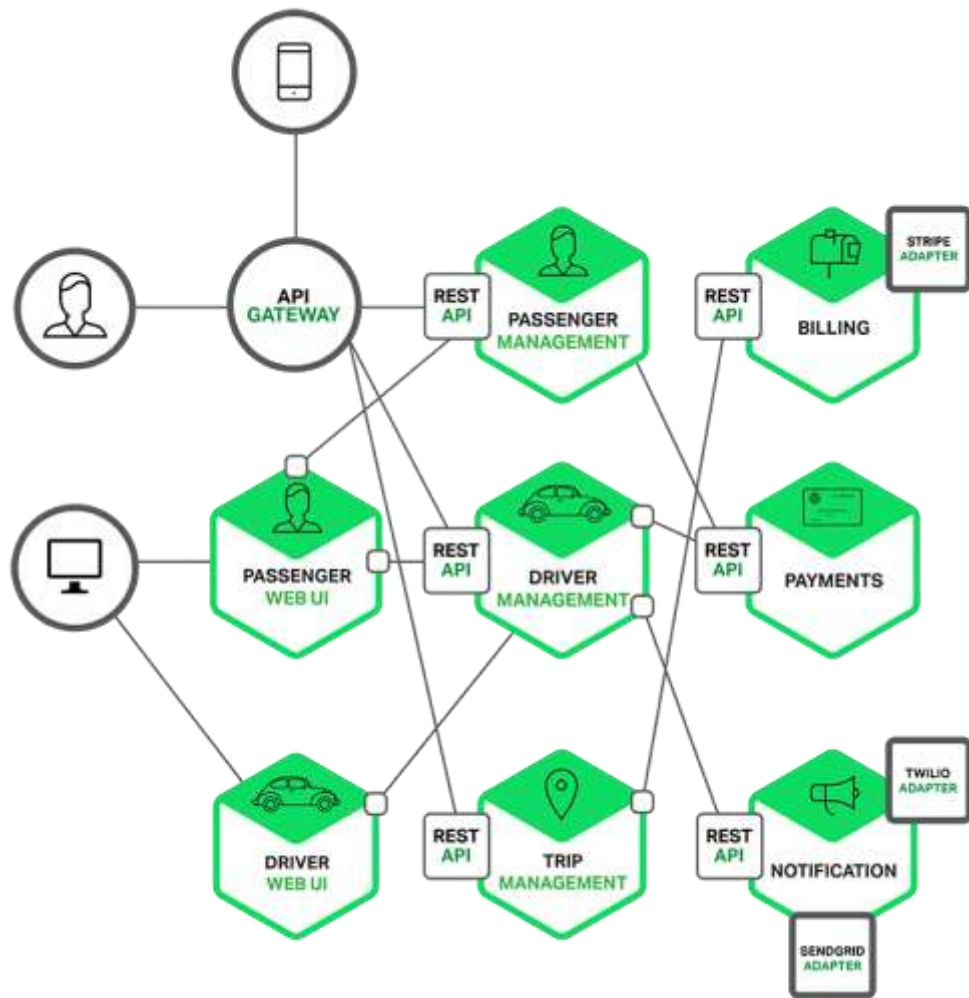 API
GATEWAY
REST
API
PASSENGER
MANAGEMENT
REST
API
BILLING
STRIPE
ADAPTER
PASSENGER
WEB UI
REST
API
DRIVER
MANAGEMENT
REST
API
PAYMENTS
DRIVER
WEB UI
REST
API
TRIP
MANAGEMENT
REST
API
NOTIFICATION
TWILIO
ADAPTER
SENDGRID
ADAPTER